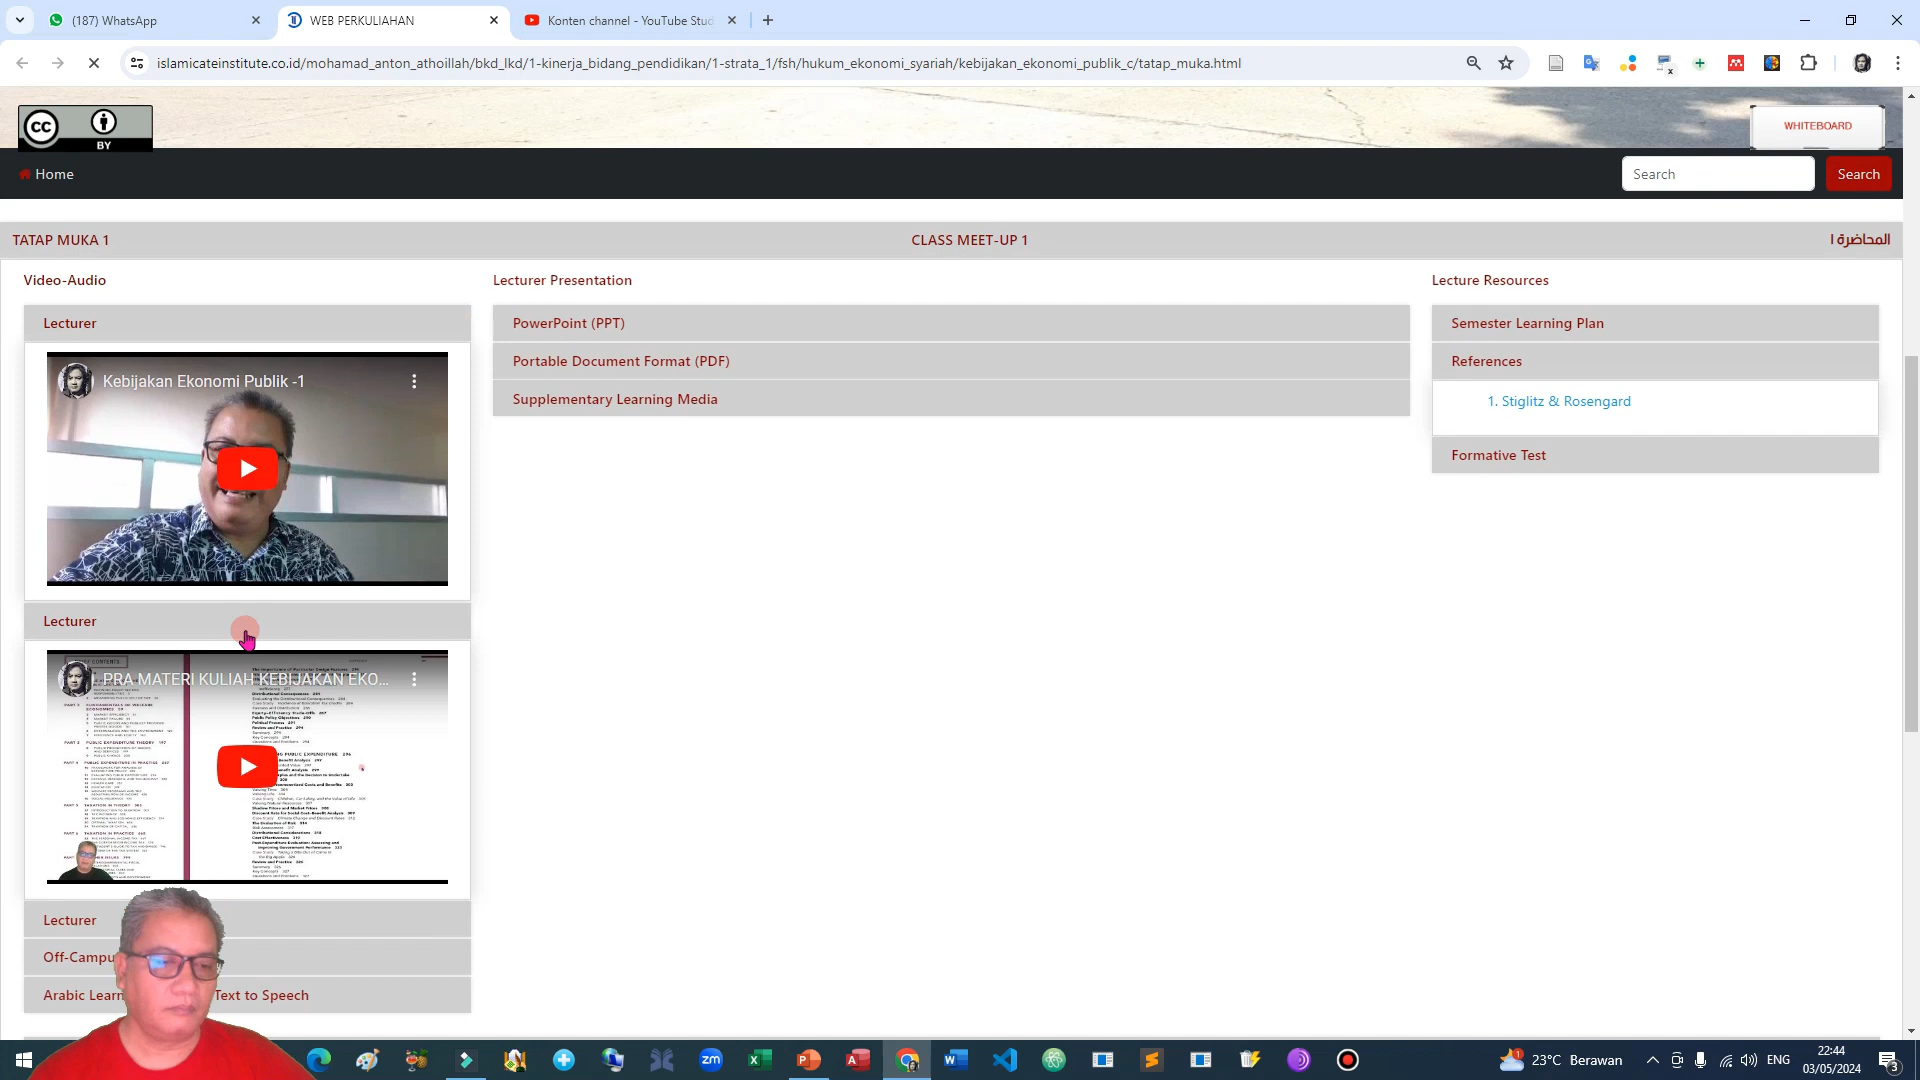 (187) WhatsApp
WEB PERKULIAHAN
Konten channel - YouTube Stud
islamicateinstitute.co.id/mohamad_anton_athoillah/bkd_lkd/1-kinerja_bidang_pendidikan/1-strata_1/fsh/hukum_ekonomi_syariah/kebijakan_ekonomi_publik_c/tatap_muka.html
CC BY
WHITEBOARD
Home
Search
Search
TATAP MUKA 1
CLASS MEET-UP 1
المحاضرة ١
Video-Audio
Lecturer
Kebijakan Ekonomi Publik -1
Lecturer
PRA MATERI KULIAH KEBIJAKAN EKO...
Lecturer
Off-Campu
Arabic Learn
Text to Speech
Lecturer Presentation
PowerPoint (PPT)
Portable Document Format (PDF)
Supplementary Learning Media
Lecture Resources
Semester Learning Plan
References
1. Stiglitz & Rosengard
Formative Test
23°C Berawan
ENG
22:44
03/05/2024